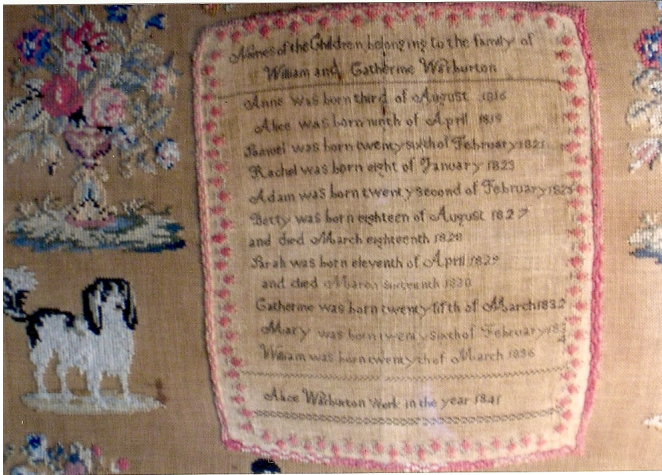 Names of the Children belonging to the family of
William and Catherine Warburton
Anne was born third of August 1816
Alice was born ninth of April 1819
Samuel was born twenty sixth of February 1821
Rachel was born eight of January 1823
Adam was born twenty second of February
Betty was born eighteen of August 1827
and died March eighteenth 1828
Sarah was born eleventh of April 1829
and died March sixteenth 1830
Catherine was born twenty fifth of March 1832
Mary was born twenty sixth of February
William was born twenty th of March 1836
Alice Warburton Work in the year 1841